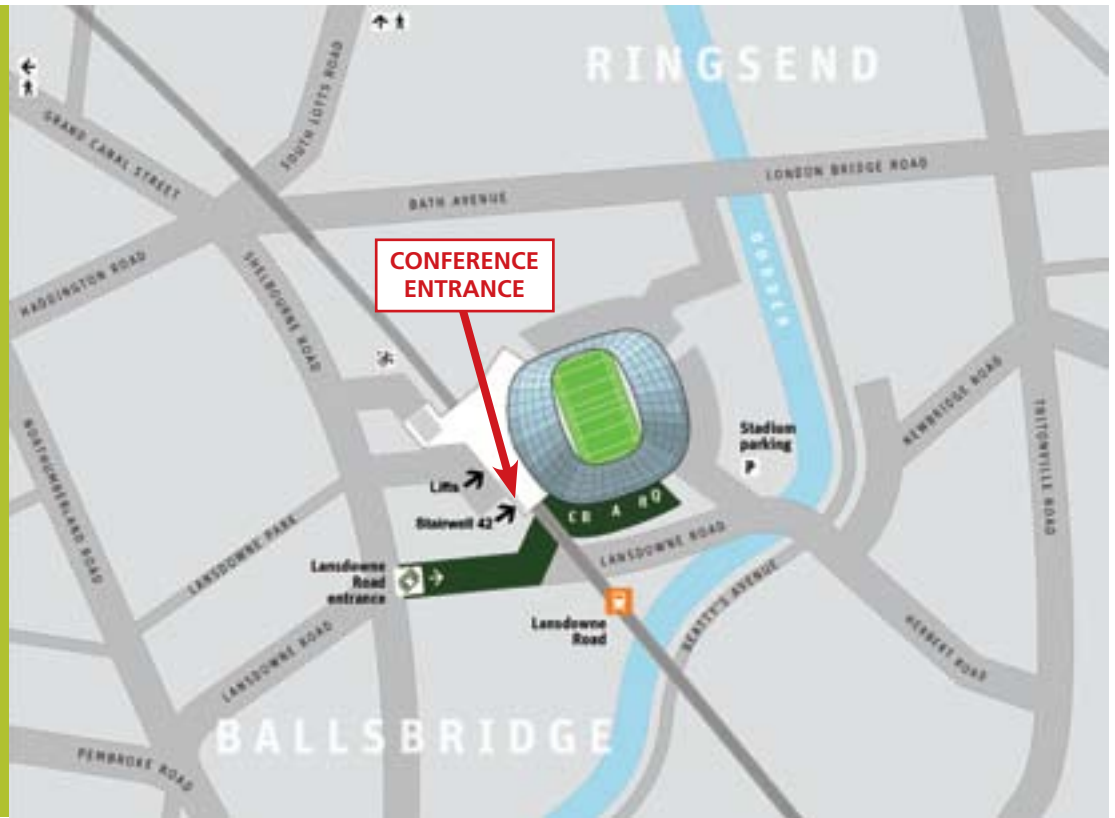 RINGSEND
SOUTH LOTTS ROAD
GRAND CANAL STREET
LONDON BRIDGE ROAD
BATH AVENUE
HADDINGTON ROAD
SHELBOURNE ROAD
CONFERENCE
ENTRANCE
DODDER
NEWBRIDGE ROAD
TRITONVILLE ROAD
NORTHUMBERLAND ROAD
Stadium
parking
P
Lifts
Stairwell 42
LANSDOWNE PARK
LANSDOWNE ROAD
Lansdowne
Road
entrance
Lansdowne
Road
BEATTY'S AVENUE
HERBERT ROAD
LANSDOWNE ROAD
BALLSBRIDGE
PEMBROKE ROAD